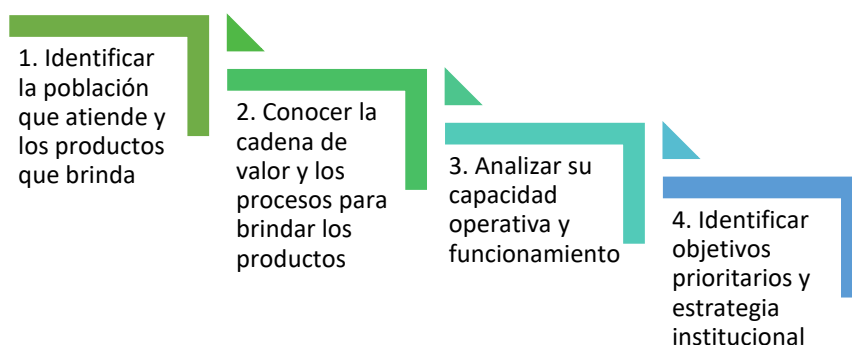 1. Identificar
la población
que atiende y
los productos
que brinda
2. Conocer la
cadena de
valor y los
procesos para
brindar los
productos
3. Analizar su
capacidad
operativa y
funcionamiento
4. Identificar
objetivos
prioritarios y
estrategia
institucional